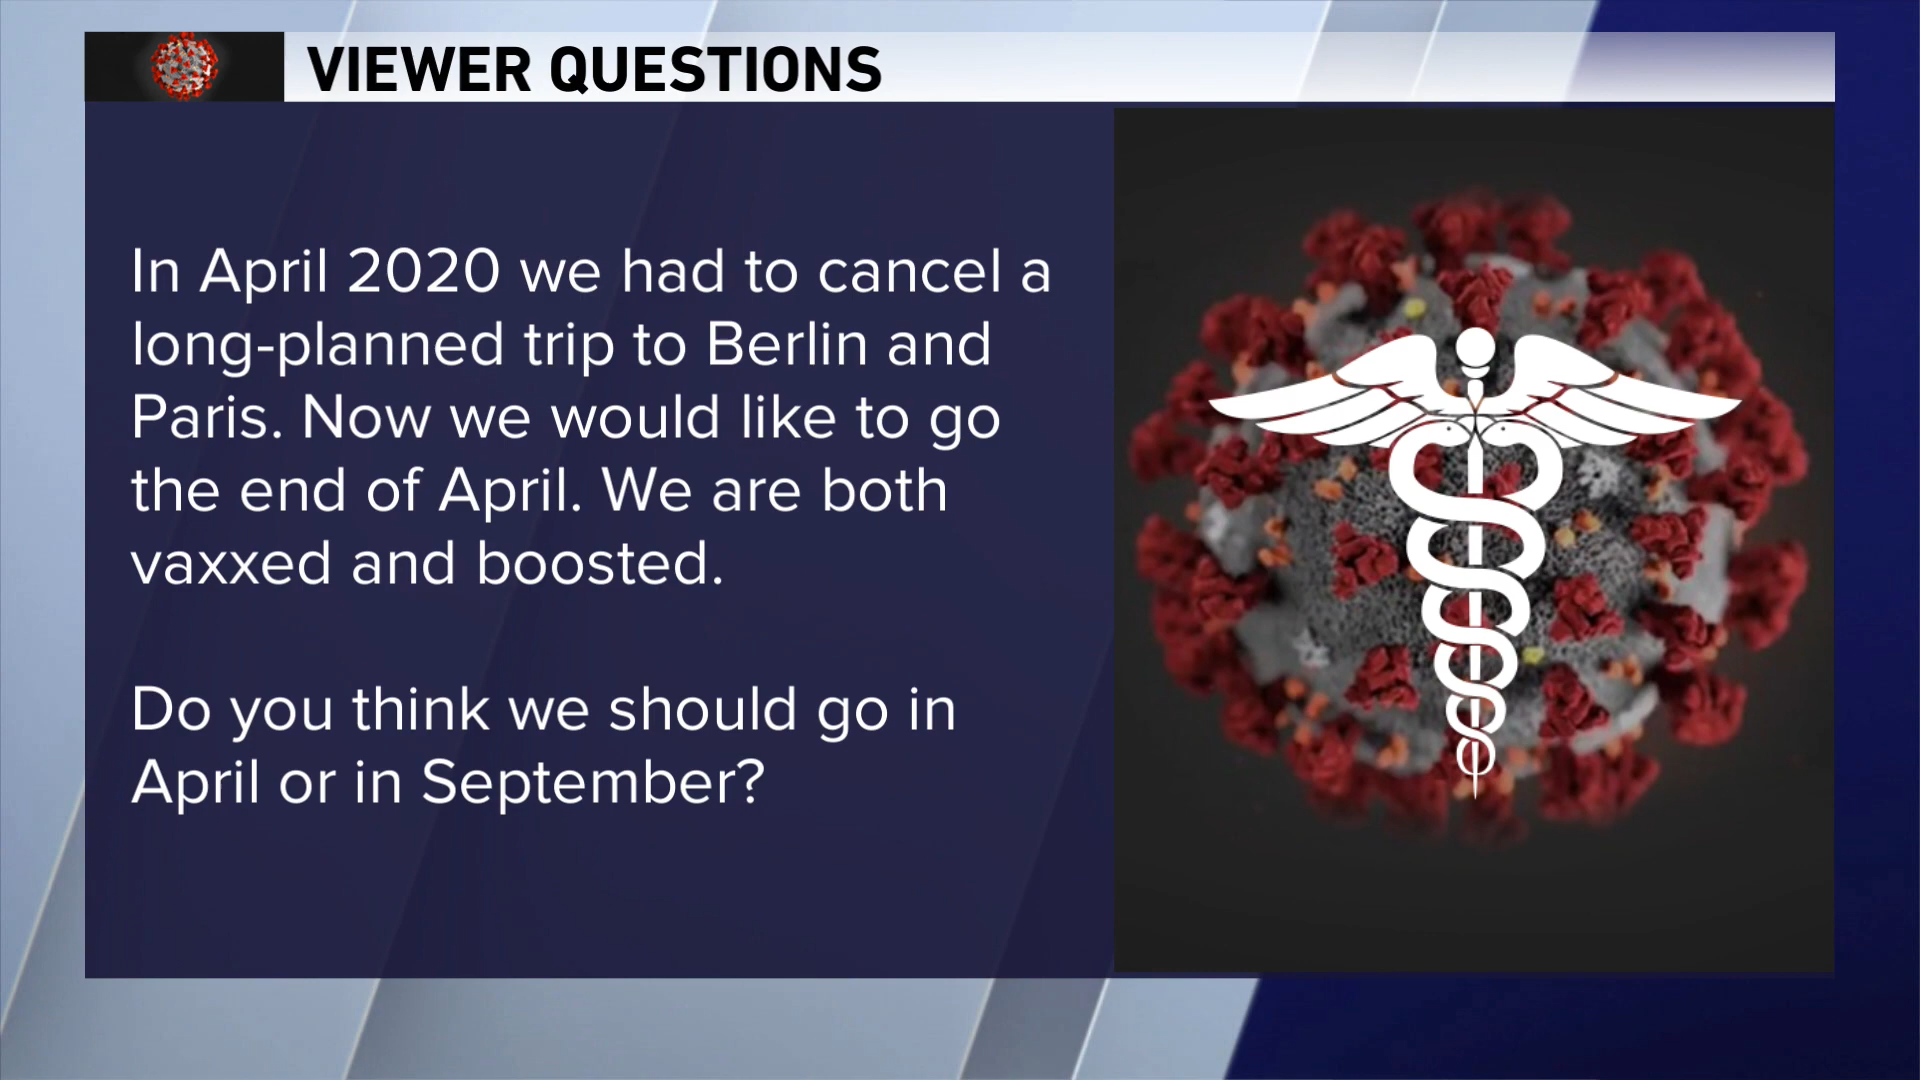 VIEWER QUESTIONS
In April 2020 we had to cancel a
long-planned trip to Berlin and
Paris. Now we would like to go
the end of April. We are both
vaxxed and boosted.
Do you think we should go in
April or in September?